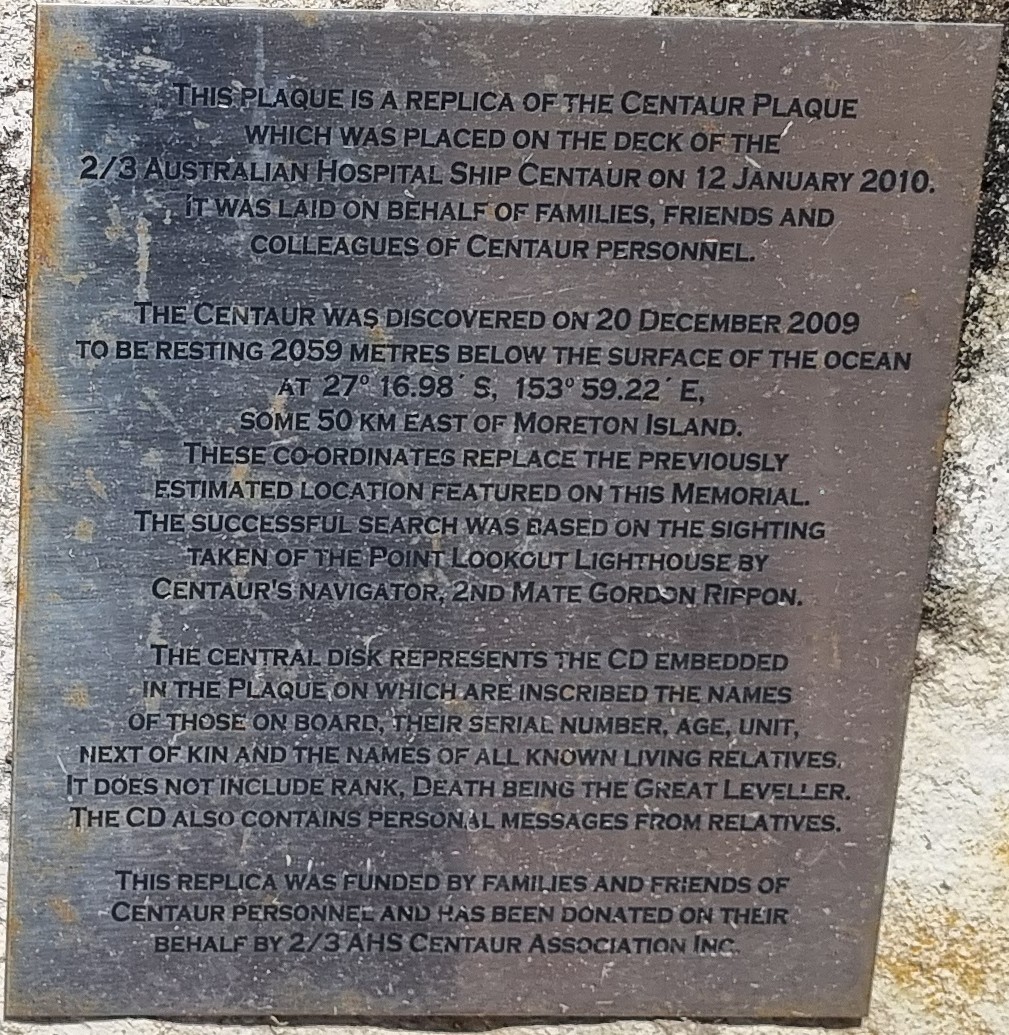 THIS PLAQUE IS A REPLICA OF THE CENTAUR PLAQUE
WHICH WAS PLACED ON THE DECK OF THE
2/3 AUSTRALIAN HOSPITAL SHIP CENTAUR ON 12 JANUARY 2010.
IT WAS LAID ON BEHALF OF FAMILIES, FRIENDS AND
COLLEAGUES OF CENTAUR PERSONNEL.
THE CENTAUR WAS DISCOVERED ON 20 DECEMBER 2009
TO BE RESTING 2059 METRES BELOW THE SURFACE OF THE OCEAN
AT 27° 16.98´ S, 153° 59.22´ E,
SOME 50 KM EAST OF MORETON ISLAND.
THESE CO-ORDINATES REPLACE THE PREVIOUSLY
ESTIMATED LOCATION FEATURED ON THIS MEMORIAL.
THE SUCCESSFUL SEARCH WAS BASED ON THE SIGHTING
TAKEN OF THE POINT LOOKOUT LIGHTHOUSE BY
CENTAUR'S NAVIGATOR, 2ND MATE GORDON RIPPON.
THE CENTRAL DISK REPRESENTS THE CD EMBEDDED
IN THE PLAQUE ON WHICH ARE INSCRIBED THE NAMES
OF THOSE ON BOARD, THEIR SERIAL NUMBER, AGE, UNIT,
NEXT OF KIN AND THE NAMES OF ALL KNOWN LIVING RELATIVES.
IT DOES NOT INCLUDE RANK, DEATH BEING THE GREAT LEVELLER.
THE CD ALSO CONTAINS PERSONAL MESSAGES FROM RELATIVES.
THIS REPLICA WAS FUNDED BY FAMILIES AND FRIENDS OF
CENTAUR PERSONNEL AND HAS BEEN DONATED ON THEIR
BEHALF BY 2/3 AHS CENTAUR ASSOCIATION INC.